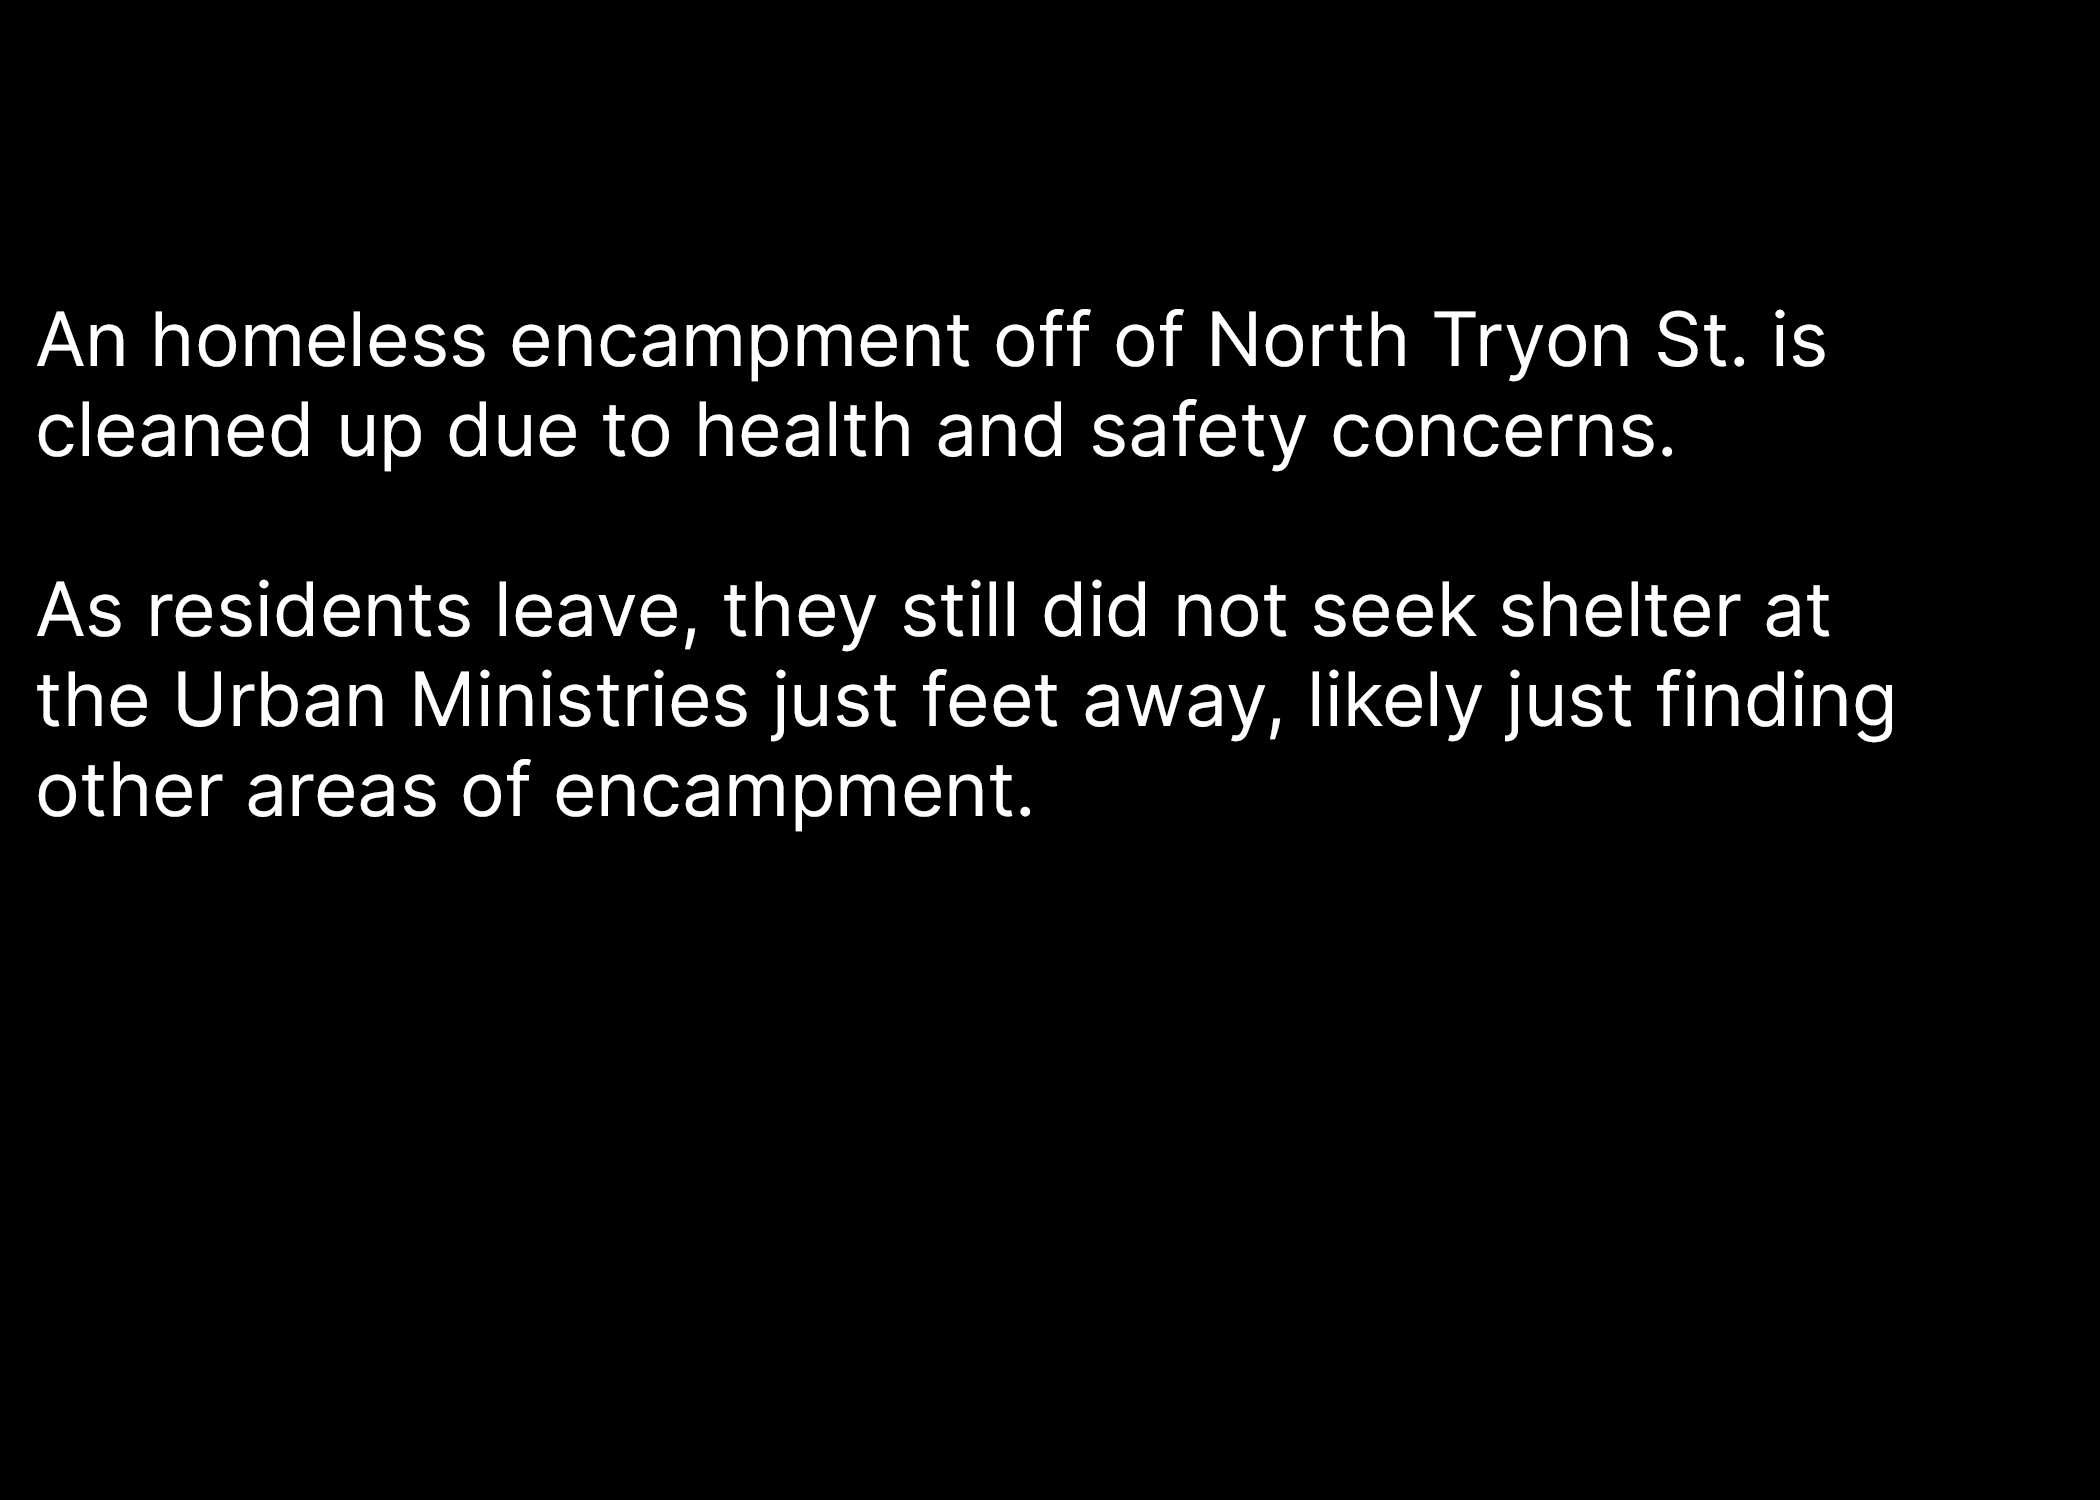 An homeless encampment off of North Tryon St. is
cleaned up due to health and safety concerns.
As residents leave, they still did not seek shelter at
the Urban Ministries just feet away, likely just finding
other areas of encampment.